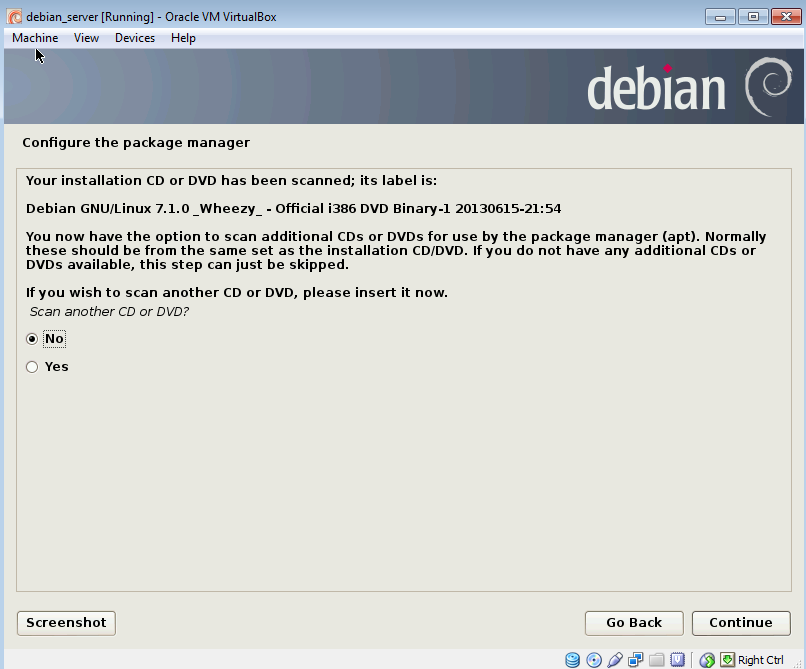 debian_server [Running] - Oracle VM VirtualBox
Machine View Devices Help
debian
Configure the package manager
Your installation CD or DVD has been scanned; its label is:
Debian GNU/Linux 7.1.0 _Wheezy_ - Official i386 DVD Binary-1 20130615-21:54
You now have the option to scan additional CDs or DVDs for use by the package manager (apt). Normally
these should be from the same set as the installation CD/DVD. If you do not have any additional CDs or
DVDs available, this step can just be skipped.
If you wish to scan another CD or DVD, please insert it now.
Scan another CD or DVD?
No
Yes
Screenshot Go Back Continue
Right Ctrl